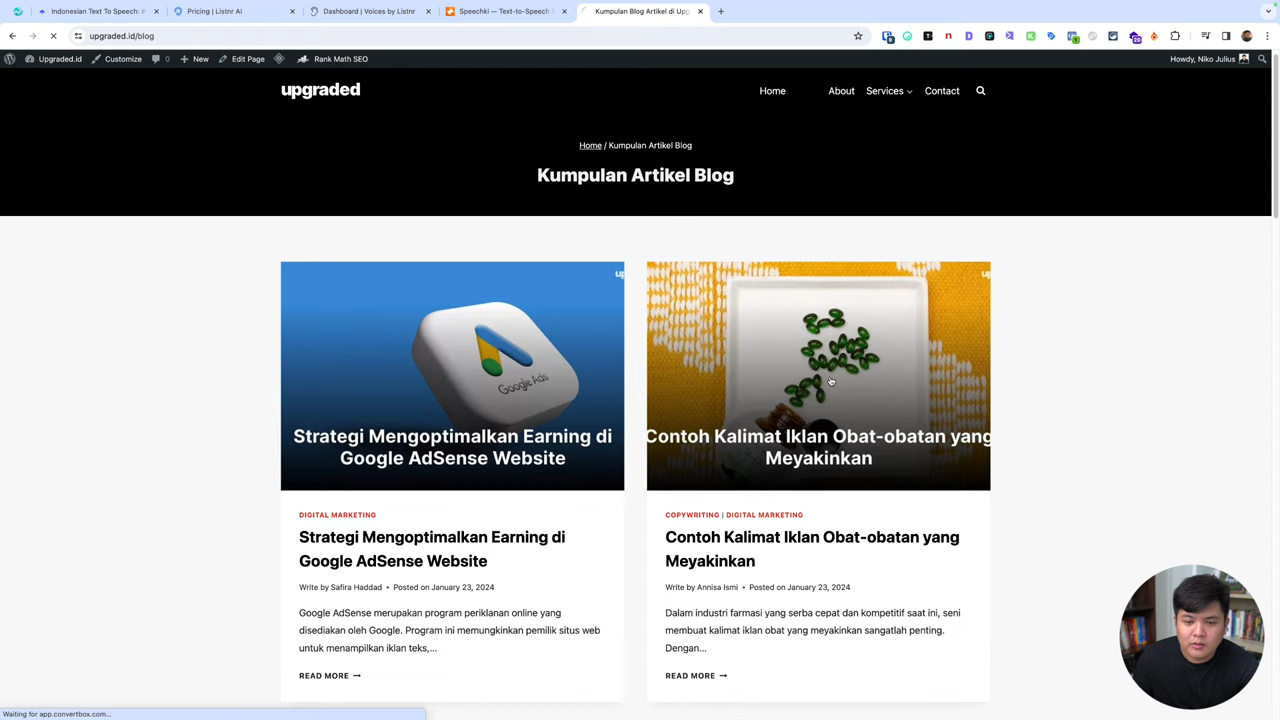 Indonesian Text To Speech:
Pricing | Listnr AI
Dashboard | Voices by Listnr
Speechki — Text-to-Speech
Kumpulan Artikel Blog di Upg
upgraded.id/blog
Upgraded.id
Customize
0
New
Edit Page
Rank Math SEO
Howdy, Niko Julius
upgraded
Home
About
Services
Contact
Home / Kumpulan Artikel Blog
Kumpulan Artikel Blog
Google Ads
Strategi Mengoptimalkan Earning di
Google AdSense Website
DIGITAL MARKETING
Strategi Mengoptimalkan Earning di
Google AdSense Website
Write by Safira Haddad • Posted on January 23, 2024
Google AdSense merupakan program periklanan online yang
disediakan oleh Google. Program ini memungkinkan pemilik situs web
untuk menampilkan iklan teks,...
READ MORE
Contoh Kalimat Iklan Obat-obatan yang
Meyakinkan
COPYWRITING | DIGITAL MARKETING
Contoh Kalimat Iklan Obat-obatan yang
Meyakinkan
Write by Annisa Ismi • Posted on January 23, 2024
Dalam industri farmasi yang serba cepat dan kompetitif saat ini, seni
membuat kalimat iklan obat yang meyakinkan sangatlah penting.
Dengan...
READ MORE
Waiting for app.convertbox.com...